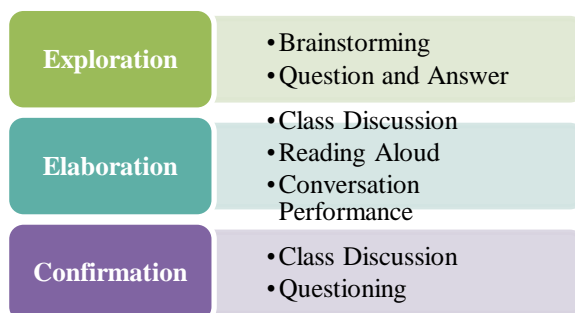 Exploration
•Brainstorming
•Question and Answer
Elaboration
•Class Discussion
•Reading Aloud
•Conversation
Performance
Confirmation
•Class Discussion
•Questioning